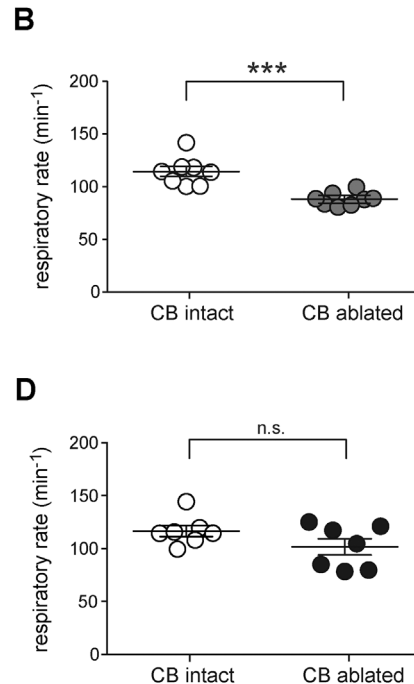 B
***
respiratory rate (min⁻¹)
200
150
100
50
0
CB intact CB ablated
D
n.s.
respiratory rate (min⁻¹)
200
150
100
50
0
CB intact CB ablated